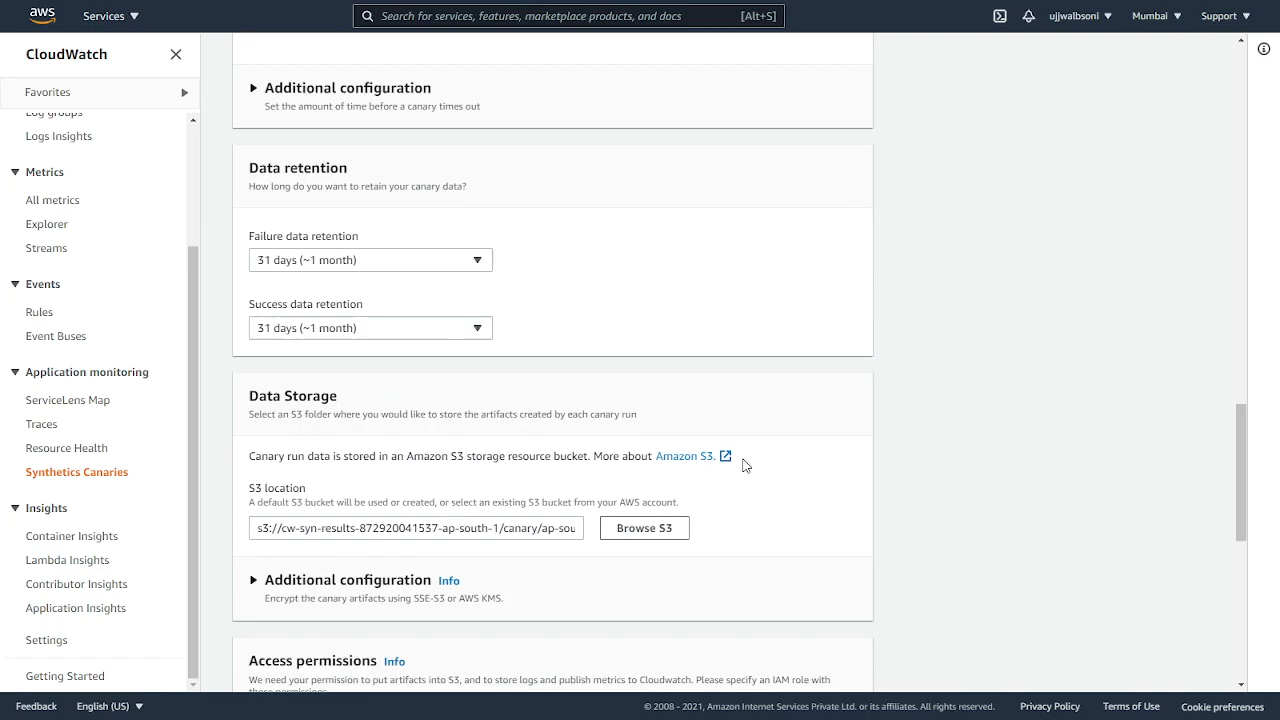 aws
Services
Search for services, features, marketplace products, and docs [Alt+S]
ujjwalbsoni
Mumbai
Support
CloudWatch
Favorites
Log groups
Logs Insights
Metrics
All metrics
Explorer
Streams
Events
Rules
Event Buses
Application monitoring
ServiceLens Map
Traces
Resource Health
Synthetics Canaries
Insights
Container Insights
Lambda Insights
Contributor Insights
Application Insights
Settings
Getting Started
Additional configuration
Set the amount of time before a canary times out
Data retention
How long do you want to retain your canary data?
Failure data retention
31 days (~1 month)
Success data retention
31 days (~1 month)
Data Storage
Select an S3 folder where you would like to store the artifacts created by each canary run
Canary run data is stored in an Amazon S3 storage resource bucket. More about Amazon S3.
S3 location
A default S3 bucket will be used or created, or select an existing S3 bucket from your AWS account.
s3://cw-syn-results-872920041537-ap-south-1/canary/ap-sou
Browse S3
Additional configuration Info
Encrypt the canary artifacts using SSE-S3 or AWS KMS.
Access permissions Info
We need your permission to put artifacts into S3, and to store logs and publish metrics to Cloudwatch. Please specify an IAM role with
those permissions.
Feedback
English (US)
© 2008 - 2021, Amazon Internet Services Private Ltd. or its affiliates. All rights reserved.
Privacy Policy
Terms of Use
Cookie preferences